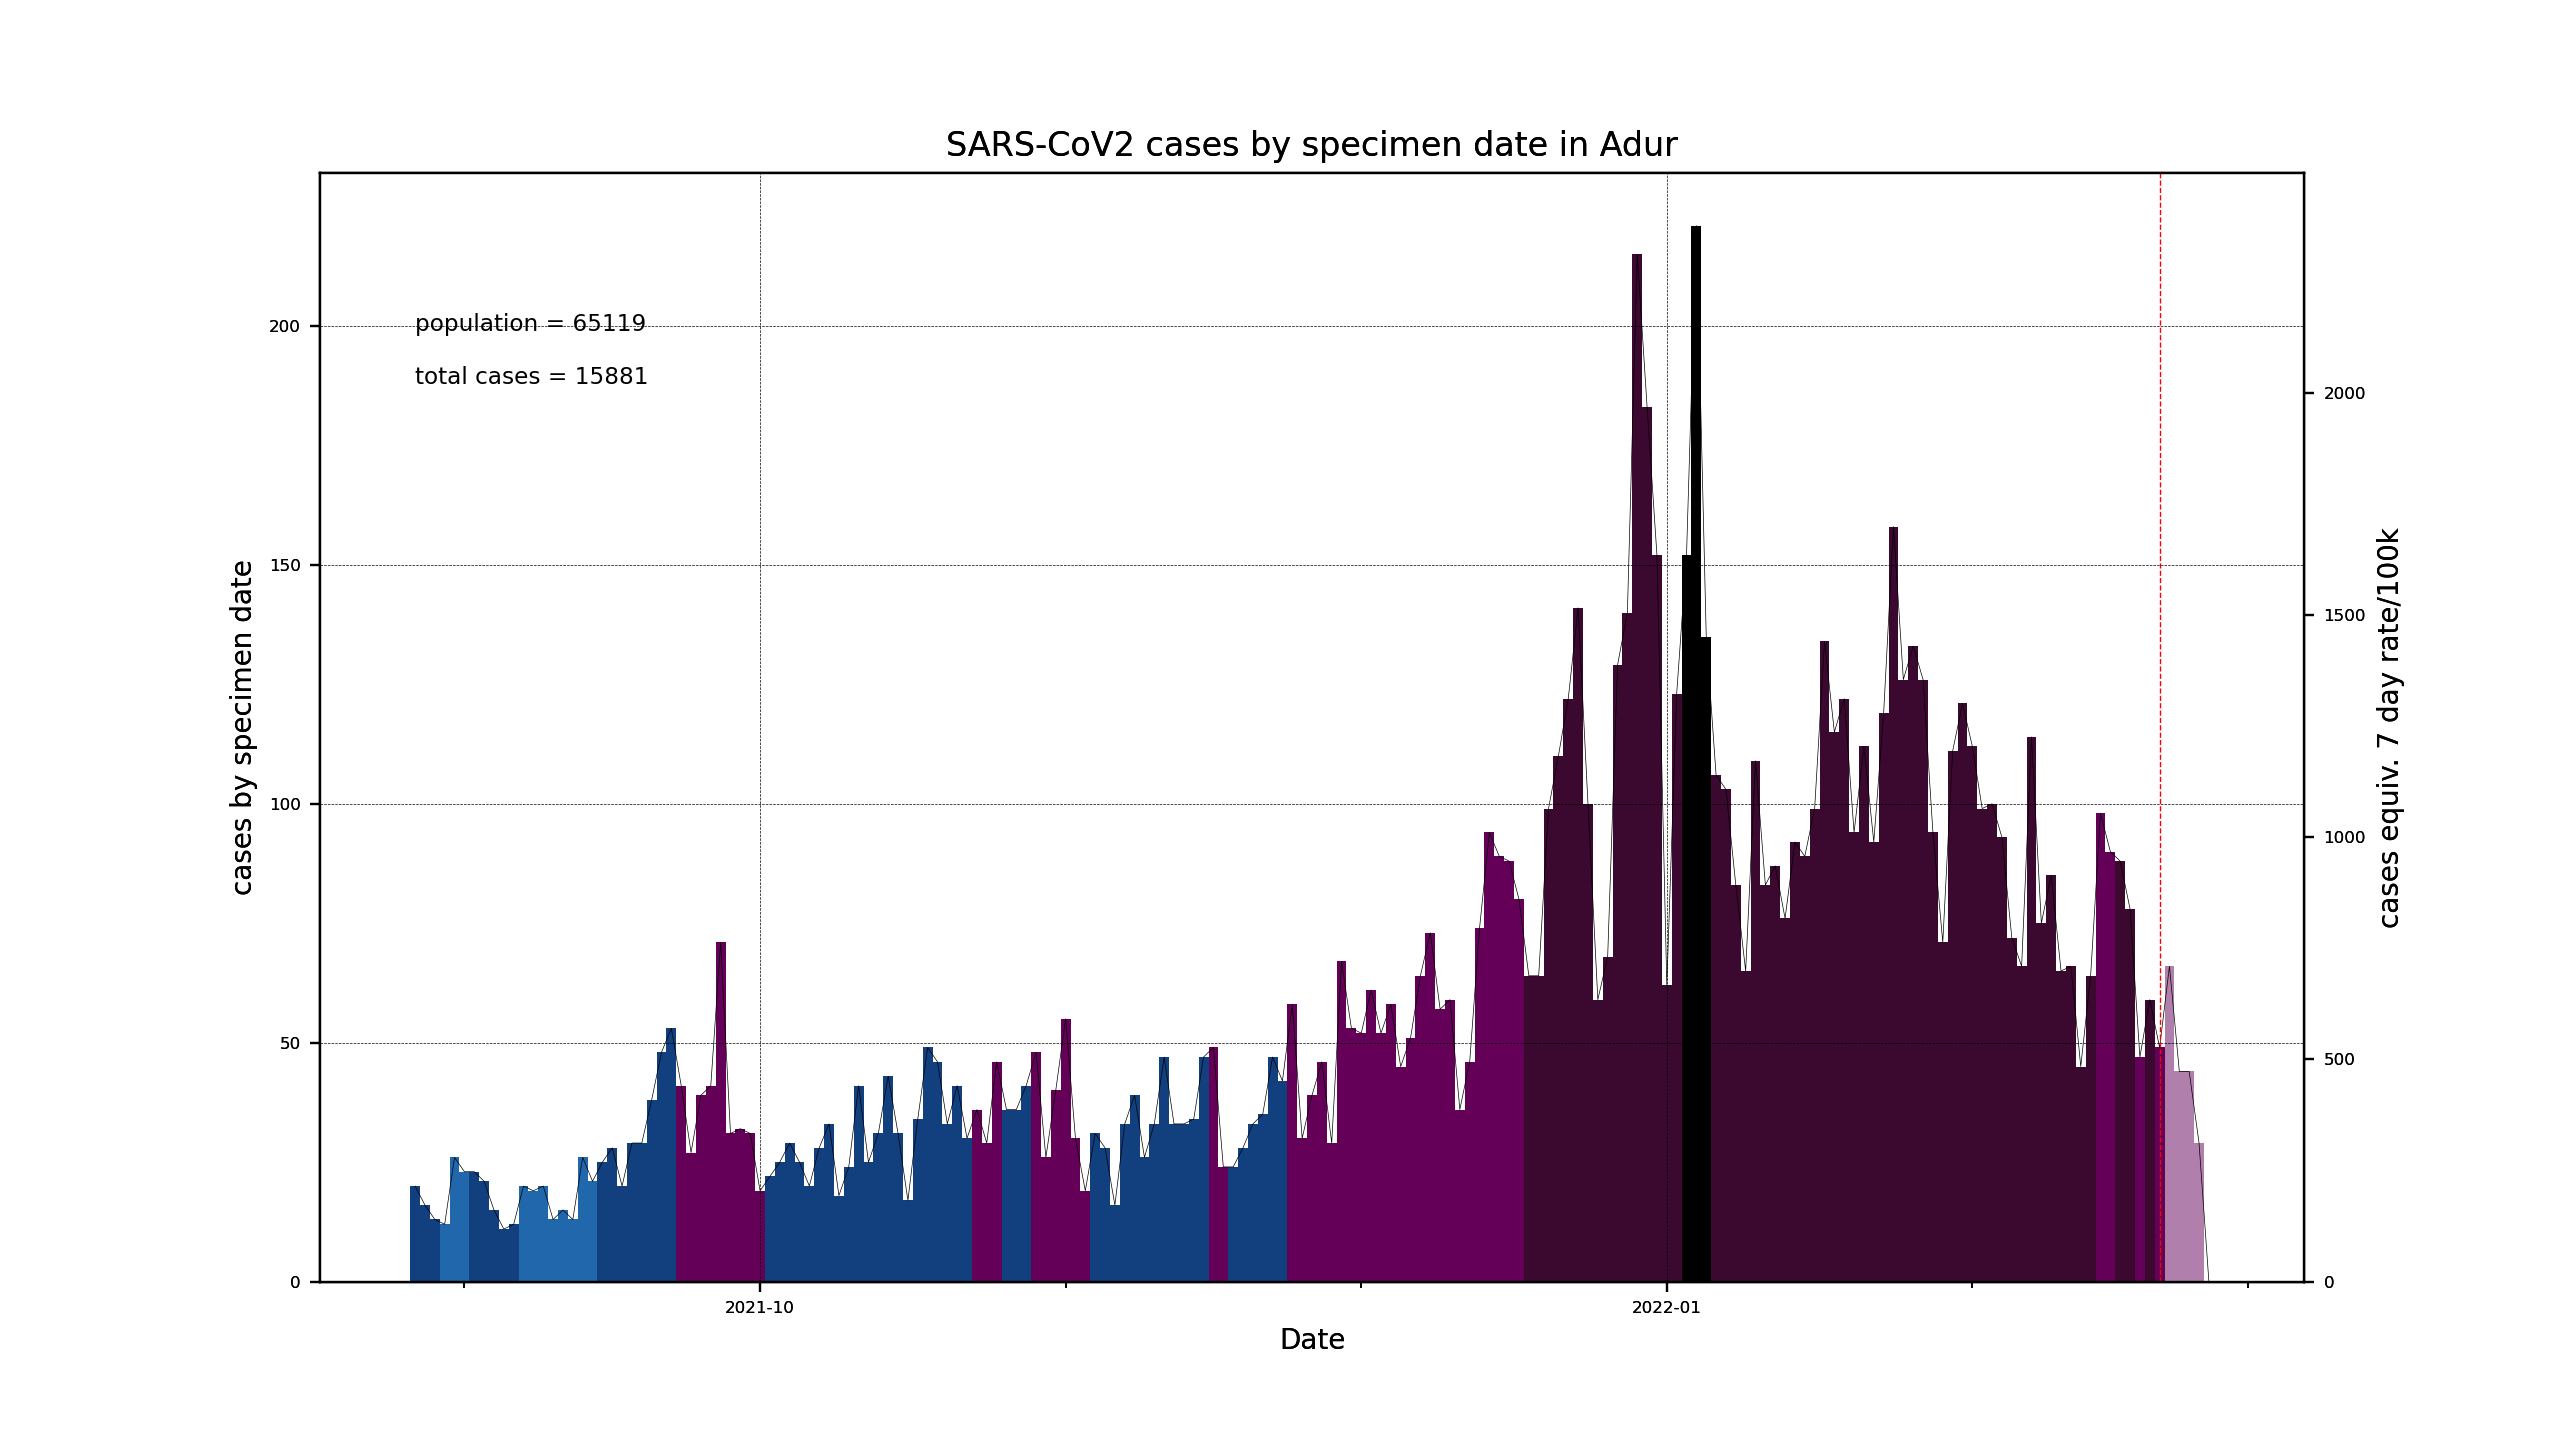 SARS-CoV2 cases by specimen date in Adur
population = 65119
total cases = 15881
cases by specimen date
200
150
100
50
0
2000
1500
1000
500
0
cases equiv. 7 day rate/100k
2021-10
2022-01
Date